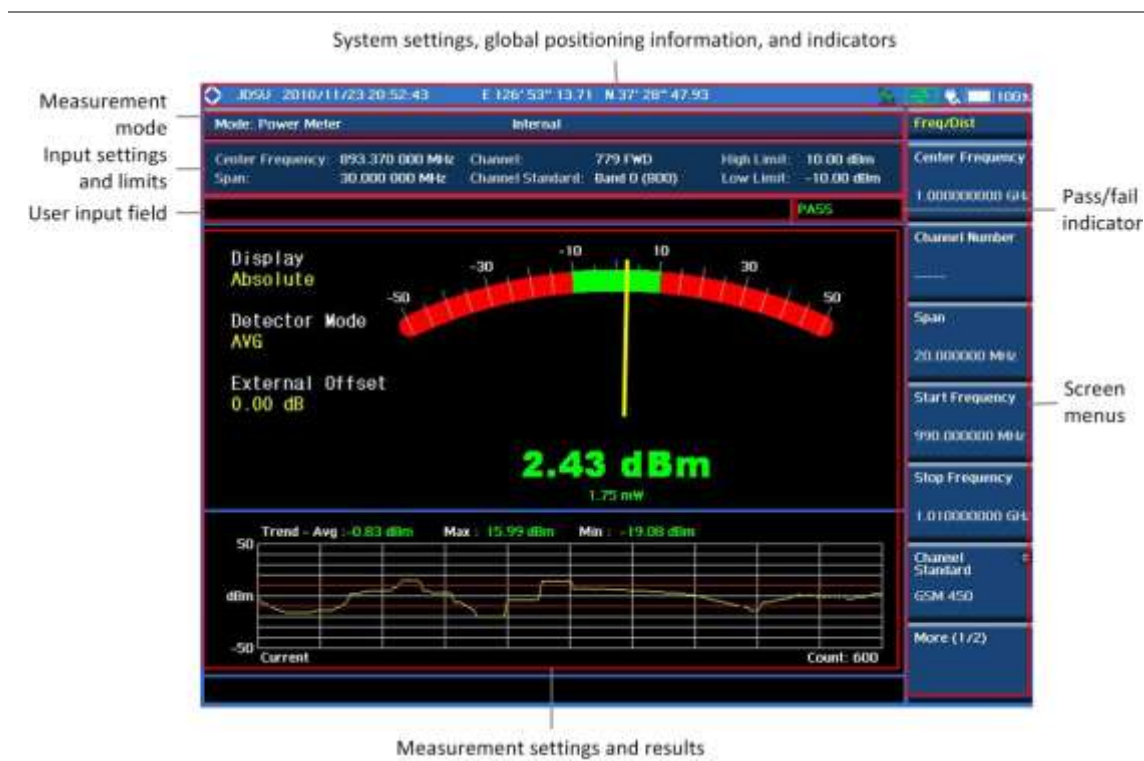 System settings, global positioning information, and indicators
Measurement mode
Input settings and limits
User input field
Pass/fail indicator
Screen menus
JDSU 2010/11/23 20:52:43 E 126° 53" 13.71 N 37° 28" 47.93 100%
Mode: Power Meter Internal
Center Frequency: 893.370 000 MHz Channel: 779 FWD High Limit: 10.00 dBm
Span: 30.000 000 MHz Channel Standard: Band 0 (800) Low Limit: -10.00 dBm
PASS
Display
Absolute
Detector Mode
AVG
External Offset
0.00 dB
-50
-30
-10
10
30
50
2.43 dBm
1.75 mW
Trend - Avg : -0.83 dBm Max : 15.99 dBm Min : -19.08 dBm
50
dBm
-50
Current Count: 600
Freq/Dist
Center Frequency
1.000000000 GHz
Channel Number
-----
Span
20.000000 MHz
Start Frequency
990.000000 MHz
Stop Frequency
1.010000000 GHz
Channel
Standard
GSM 450
More (1/2)
Measurement settings and results